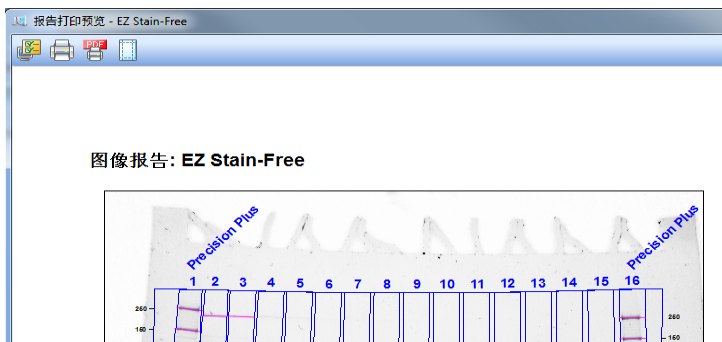 报告打印预览 - EZ Stain-Free
PDF
图像报告: EZ Stain-Free
Precision Plus
Precision Plus
1 2 3 4 5 6 7 8 9 10 11 12 13 14 15 16
250
250
150
150